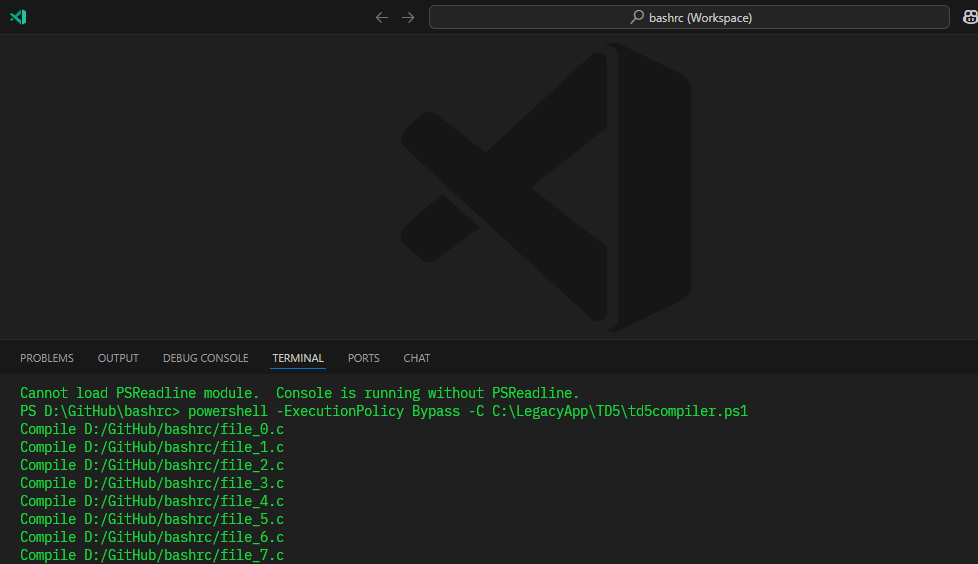 bashrc (Workspace)
PROBLEMS OUTPUT DEBUG CONSOLE TERMINAL PORTS CHAT
Cannot load PSReadline module.  Console is running without PSReadline.
PS D:\GitHub\bashrc> powershell -ExecutionPolicy Bypass -C C:\LegacyApp\TD5\td5compiler.ps1
Compile D:/GitHub/bashrc/file_0.c
Compile D:/GitHub/bashrc/file_1.c
Compile D:/GitHub/bashrc/file_2.c
Compile D:/GitHub/bashrc/file_3.c
Compile D:/GitHub/bashrc/file_4.c
Compile D:/GitHub/bashrc/file_5.c
Compile D:/GitHub/bashrc/file_6.c
Compile D:/GitHub/bashrc/file_7.c